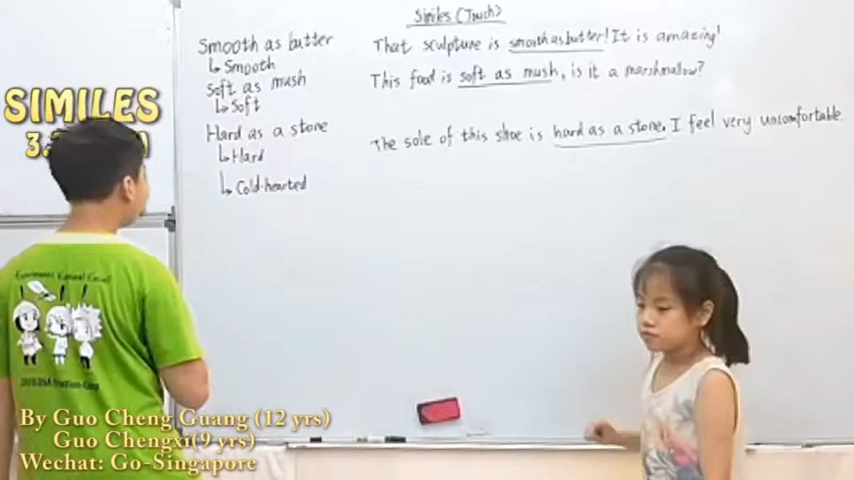 Similes (Touch)
Smooth as butter
↳ Smooth
That sculpture is smooth as butter! It is amazing!
Soft as mush
↳ Soft
This food is soft as mush, is it a marshmallow?
Hard as a stone
↳ Hard
↳ Cold-hearted
The sole of this shoe is hard as a stone. I feel very uncomfortable
SIMILES
3.
By Guo Cheng Guang (12 yrs)
Guo Chengxi (9 yrs)
Wechat: Go-Singapore